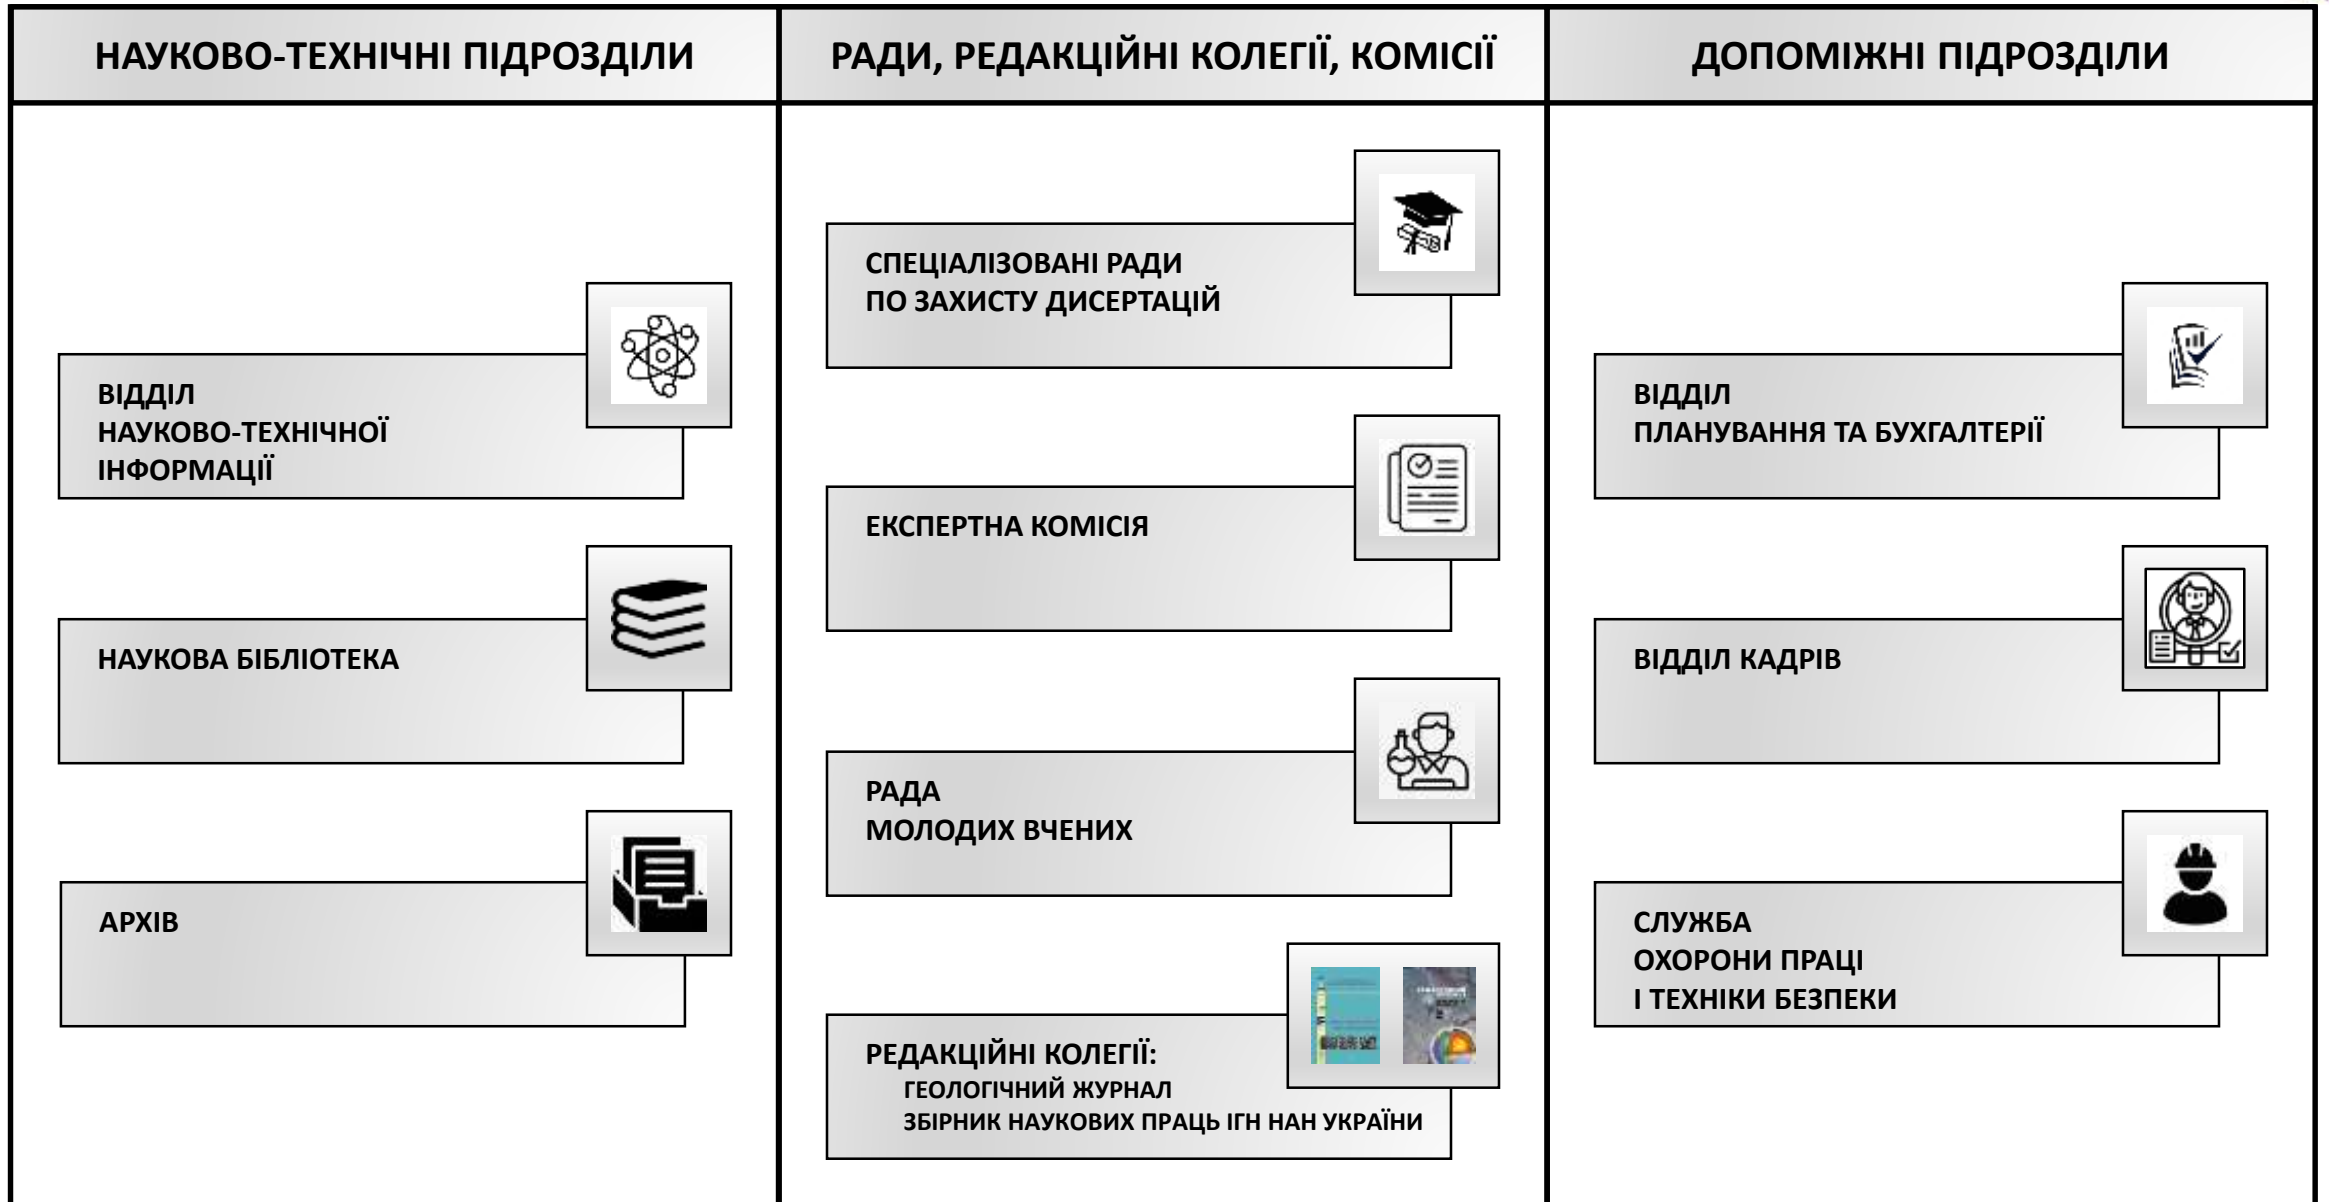 НАУКОВО-ТЕХНІЧНІ ПІДРОЗДІЛИ
ВІДДІЛ
НАУКОВО-ТЕХНІЧНОЇ
ІНФОРМАЦІЇ
НАУКОВА БІБЛІОТЕКА
АРХІВ
РАДИ, РЕДАКЦІЙНІ КОЛЕГІЇ, КОМІСІЇ
СПЕЦІАЛІЗОВАНІ РАДИ
ПО ЗАХИСТУ ДИСЕРТАЦІЙ
ЕКСПЕРТНА КОМІСІЯ
РАДА
МОЛОДИХ ВЧЕНИХ
РЕДАКЦІЙНІ КОЛЕГІЇ:
ГЕОЛОГІЧНИЙ ЖУРНАЛ
ЗБІРНИК НАУКОВИХ ПРАЦЬ ІГН НАН УКРАЇНИ
ДОПОМІЖНІ ПІДРОЗДІЛИ
ВІДДІЛ
ПЛАНУВАННЯ ТА БУХГАЛТЕРІЇ
ВІДДІЛ КАДРІВ
СЛУЖБА
ОХОРОНИ ПРАЦІ
І ТЕХНІКИ БЕЗПЕКИ